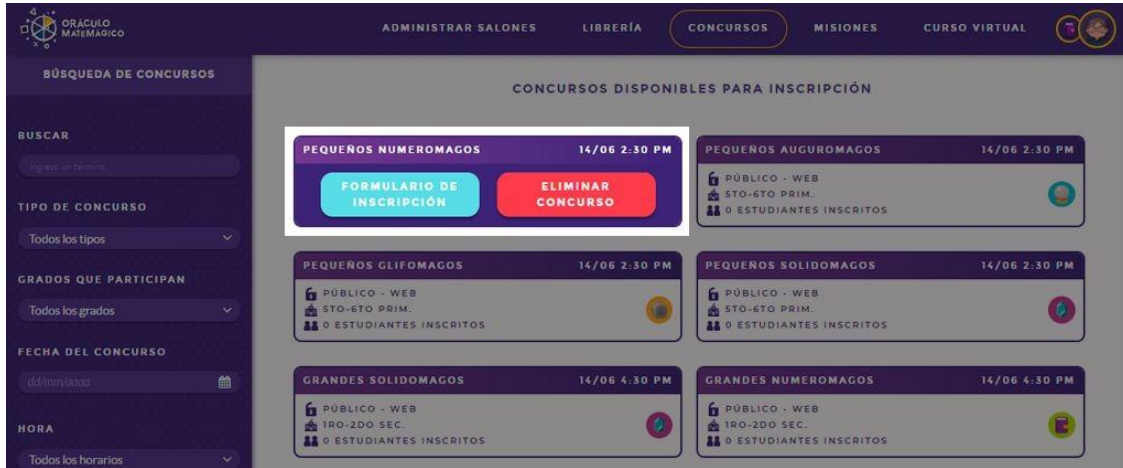 ORÁCULO
MATEMÁGICO
ADMINISTRAR SALONES
LIBRERÍA
CONCURSOS
MISIONES
CURSO VIRTUAL
BÚSQUEDA DE CONCURSOS
BUSCAR
Ingresa un término
TIPO DE CONCURSO
Todos los tipos
GRADOS QUE PARTICIPAN
Todos los grados
FECHA DEL CONCURSO
dd/mm/aaaa
HORA
Todos los horarios
CONCURSOS DISPONIBLES PARA INSCRIPCIÓN
PEQUEÑOS NUMEROMAGOS 14/06 2:30 PM
FORMULARIO DE
INSCRIPCIÓN
ELIMINAR
CONCURSO
PEQUEÑOS AUGUROMAGOS 14/06 2:30 PM
PÚBLICO - WEB
5TO-6TO PRIM.
0 ESTUDIANTES INSCRITOS
PEQUEÑOS GLIFOMAGOS 14/06 2:30 PM
PÚBLICO - WEB
5TO-6TO PRIM.
0 ESTUDIANTES INSCRITOS
PEQUEÑOS SOLIDOMAGOS 14/06 2:30 PM
PÚBLICO - WEB
5TO-6TO PRIM.
0 ESTUDIANTES INSCRITOS
GRANDES SOLIDOMAGOS 14/06 4:30 PM
PÚBLICO - WEB
1RO-2DO SEC.
0 ESTUDIANTES INSCRITOS
GRANDES NUMEROMAGOS 14/06 4:30 PM
PÚBLICO - WEB
1RO-2DO SEC.
0 ESTUDIANTES INSCRITOS